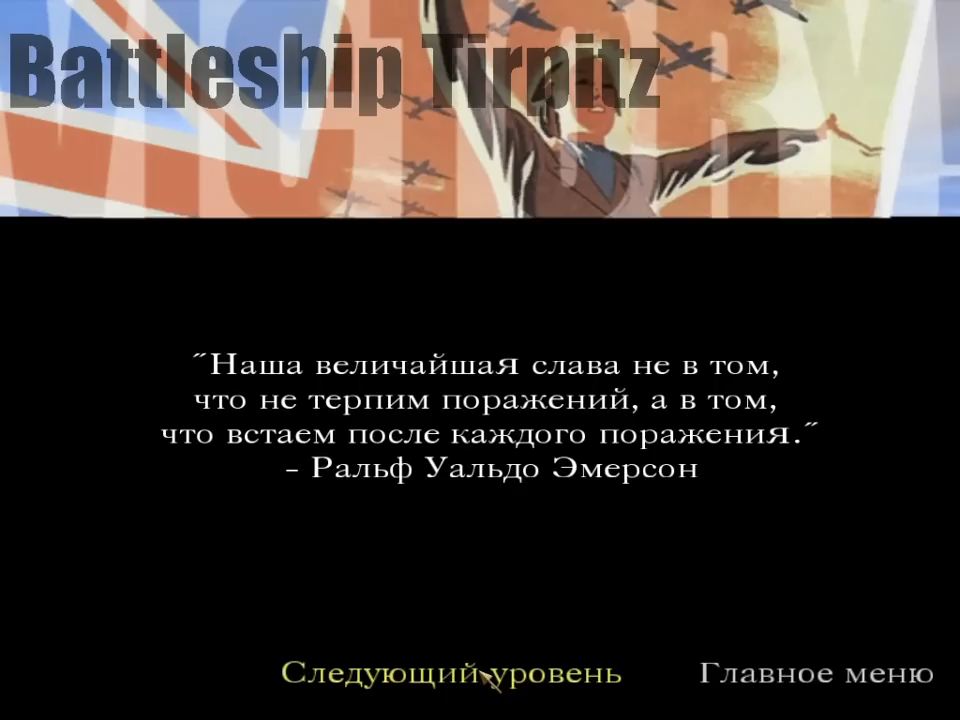 VICTORY!
Battleship Tirpitz
˝Наша величайшая слава не в том,
что не терпим поражений, а в том,
что встаем после каждого поражения.˝
– Ральф Уальдо Эмерсон
Следующий уровень
Главное меню